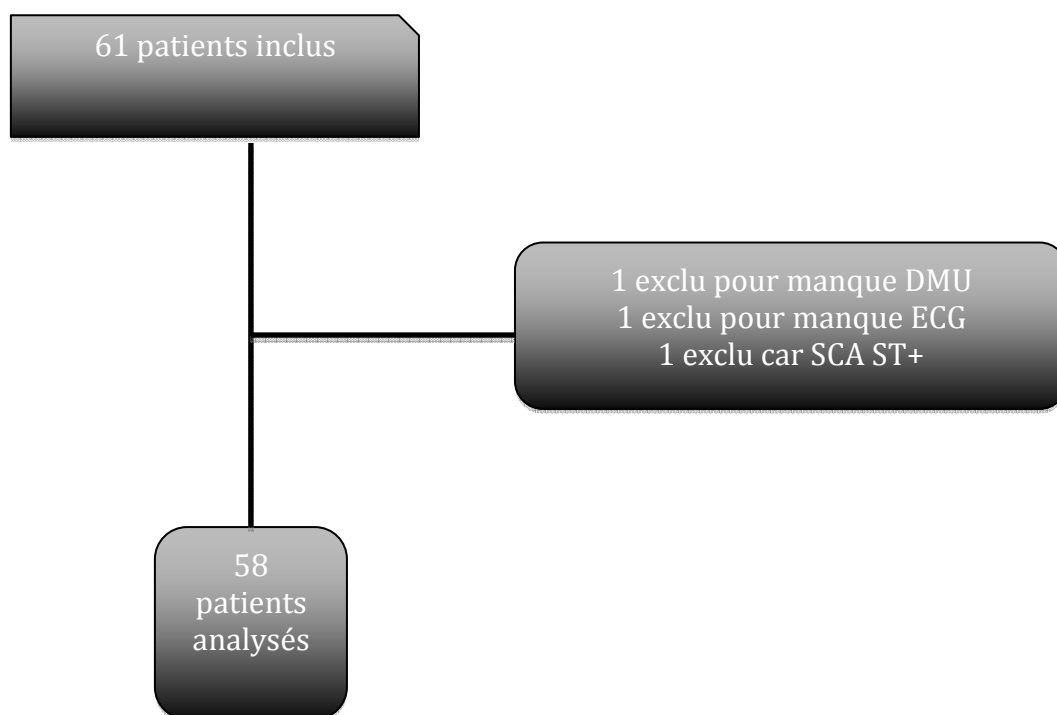 61 patients inclus
1 exclu pour manque DMU
1 exclu pour manque ECG
1 exclu car SCA ST+
58
patients
analysés